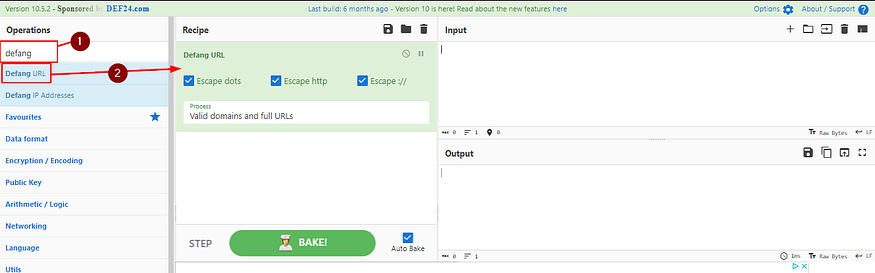 Version 10.5.2 - Sponsored by DEF24.com
Last build: 6 months ago - Version 10 is here! Read about the new features here
Options
About / Support
Operations
Recipe
Input
defang
1
Defang URL
2
Defang URL
Defang IP Addresses
Escape dots
Escape http
Escape ://
Favourites
Process
Valid domains and full URLs
Data format
0
1
0
Raw Bytes
LF
Encryption / Encoding
Output
Public Key
Arithmetic / Logic
Networking
Language
Utils
STEP
BAKE!
Auto Bake
0
1
1ms
Raw Bytes
LF